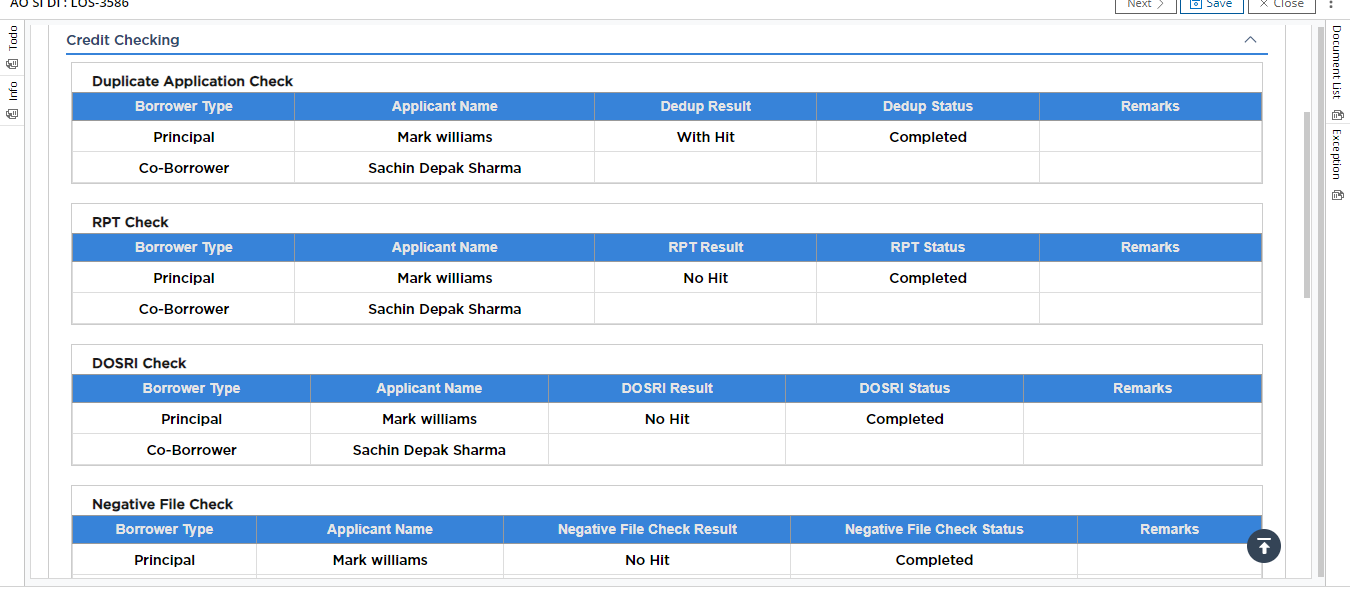 AO SI DI : LOS-3586
Next
Save
Close
Todo
Info
Document List
Exception
Credit Checking
Duplicate Application Check
Borrower Type Applicant Name Dedup Result Dedup Status Remarks
Principal Mark williams With Hit Completed
Co-Borrower Sachin Depak Sharma
RPT Check
Borrower Type Applicant Name RPT Result RPT Status Remarks
Principal Mark williams No Hit Completed
Co-Borrower Sachin Depak Sharma
DOSRI Check
Borrower Type Applicant Name DOSRI Result DOSRI Status Remarks
Principal Mark williams No Hit Completed
Co-Borrower Sachin Depak Sharma
Negative File Check
Borrower Type Applicant Name Negative File Check Result Negative File Check Status Remarks
Principal Mark williams No Hit Completed